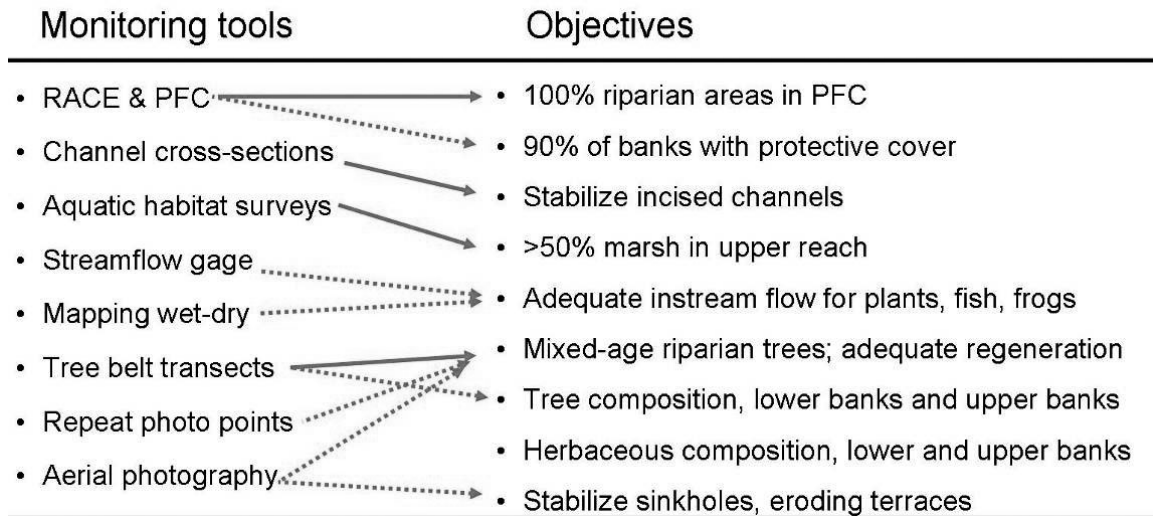 Monitoring tools Objectives
• RACE & PFC • 100% riparian areas in PFC
• Channel cross-sections • 90% of banks with protective cover
• Aquatic habitat surveys • Stabilize incised channels
• Streamflow gage • >50% marsh in upper reach
• Mapping wet-dry • Adequate instream flow for plants, fish, frogs
• Tree belt transects • Mixed-age riparian trees; adequate regeneration
• Repeat photo points • Tree composition, lower banks and upper banks
• Aerial photography • Herbaceous composition, lower and upper banks
• Stabilize sinkholes, eroding terraces